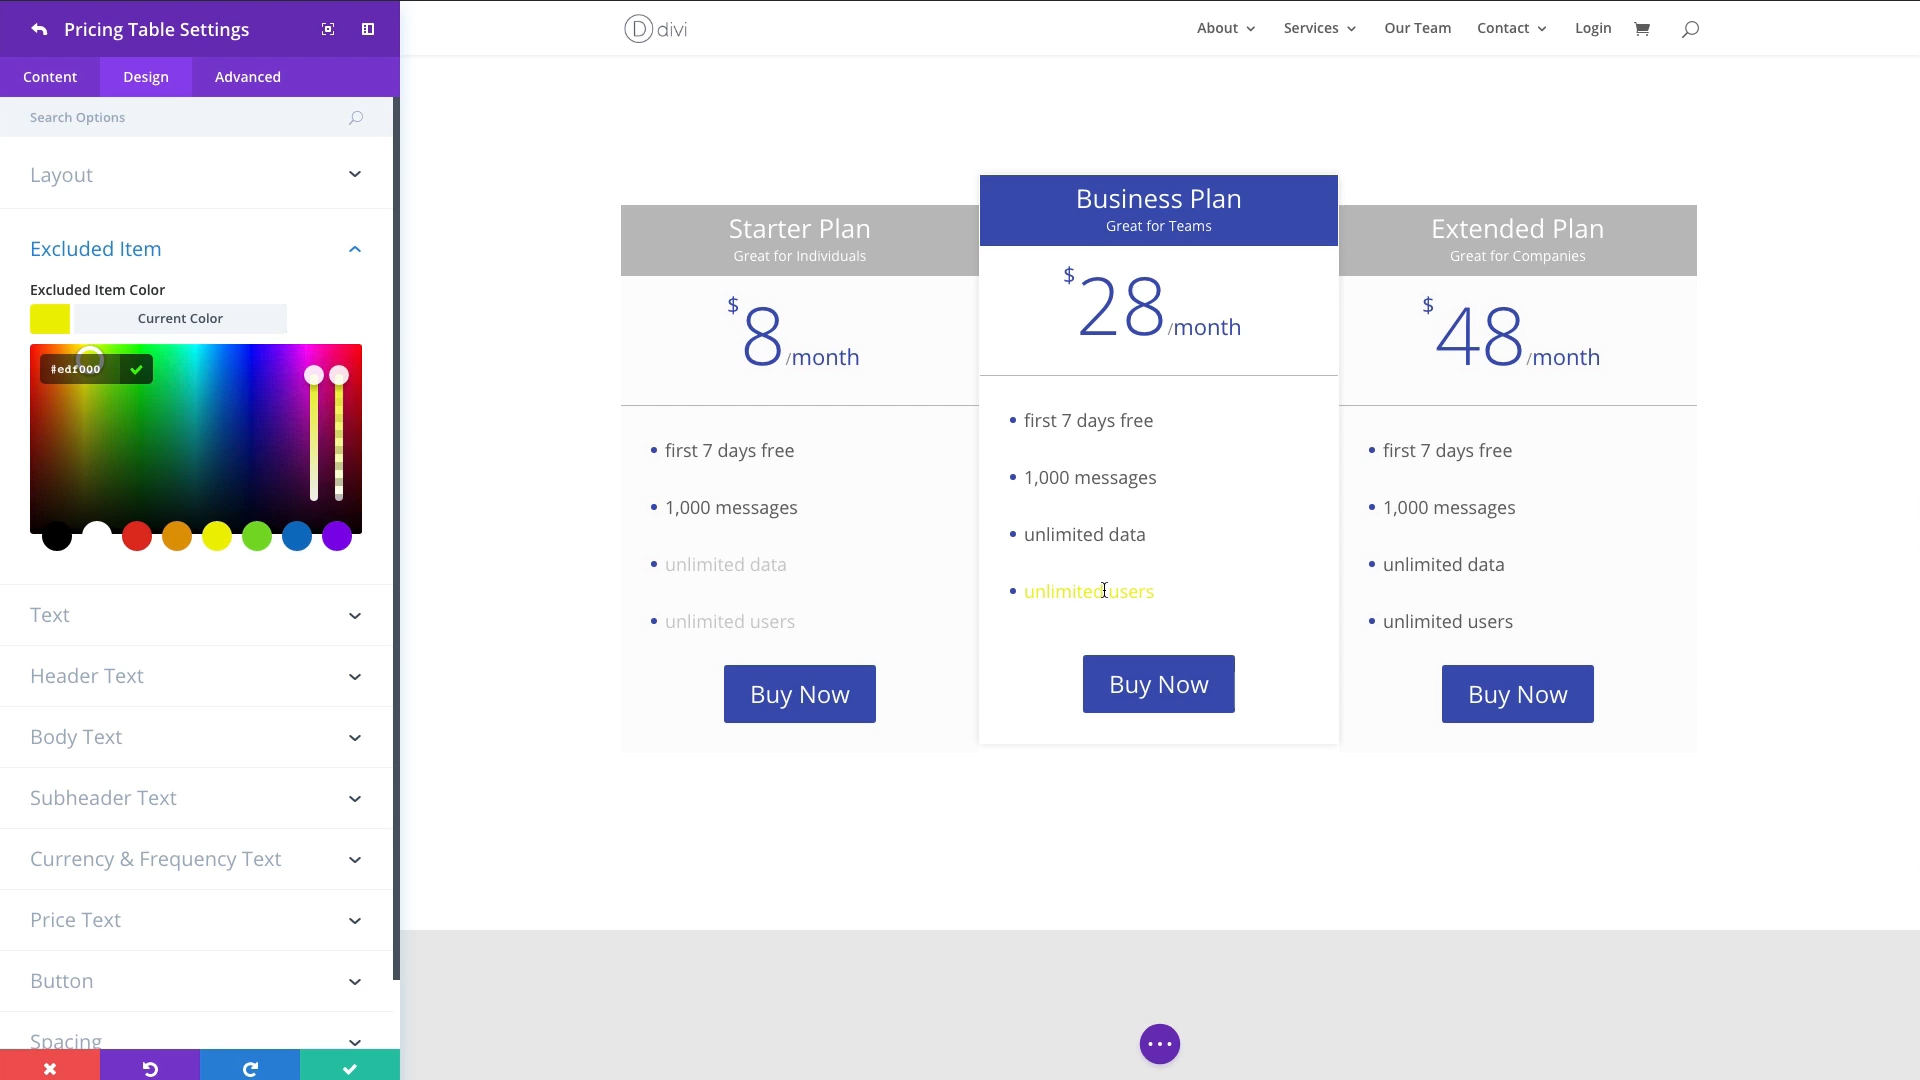 Pricing Table Settings
Content Design Advanced
Search Options
Layout
Excluded Item
Excluded Item Color
Current Color
#edf000
Text
Header Text
Body Text
Subheader Text
Currency & Frequency Text
Price Text
Button
Spacing
D divi
About Services Our Team Contact Login
Starter Plan
Great for Individuals
$ 8 /month
first 7 days free
1,000 messages
unlimited data
unlimited users
Buy Now
Business Plan
Great for Teams
$ 28 /month
first 7 days free
1,000 messages
unlimited data
unlimited users
Buy Now
Extended Plan
Great for Companies
$ 48 /month
first 7 days free
1,000 messages
unlimited data
unlimited users
Buy Now